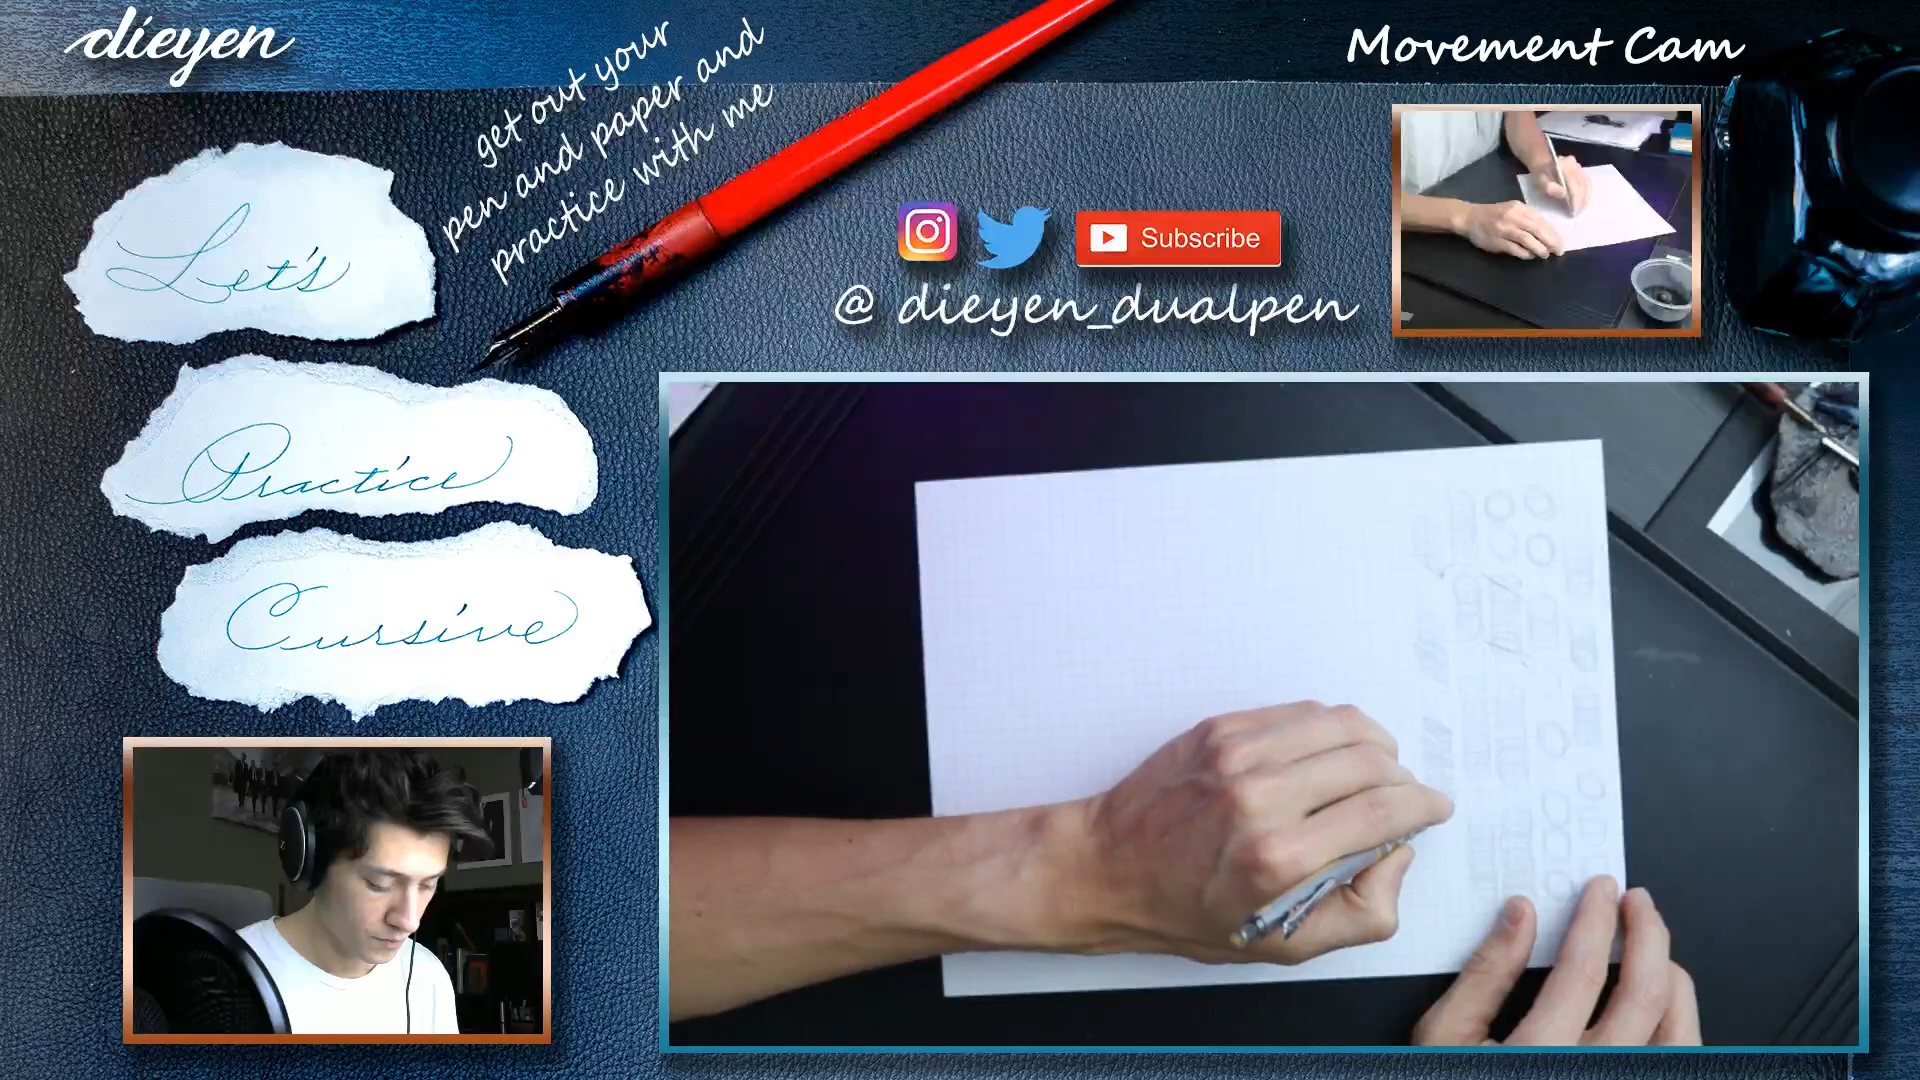 dieyen
get out your
pen and paper and
practice with me
Movement Cam
Let's
Practice
Cursive
Subscribe
@ dieyen_dualpen